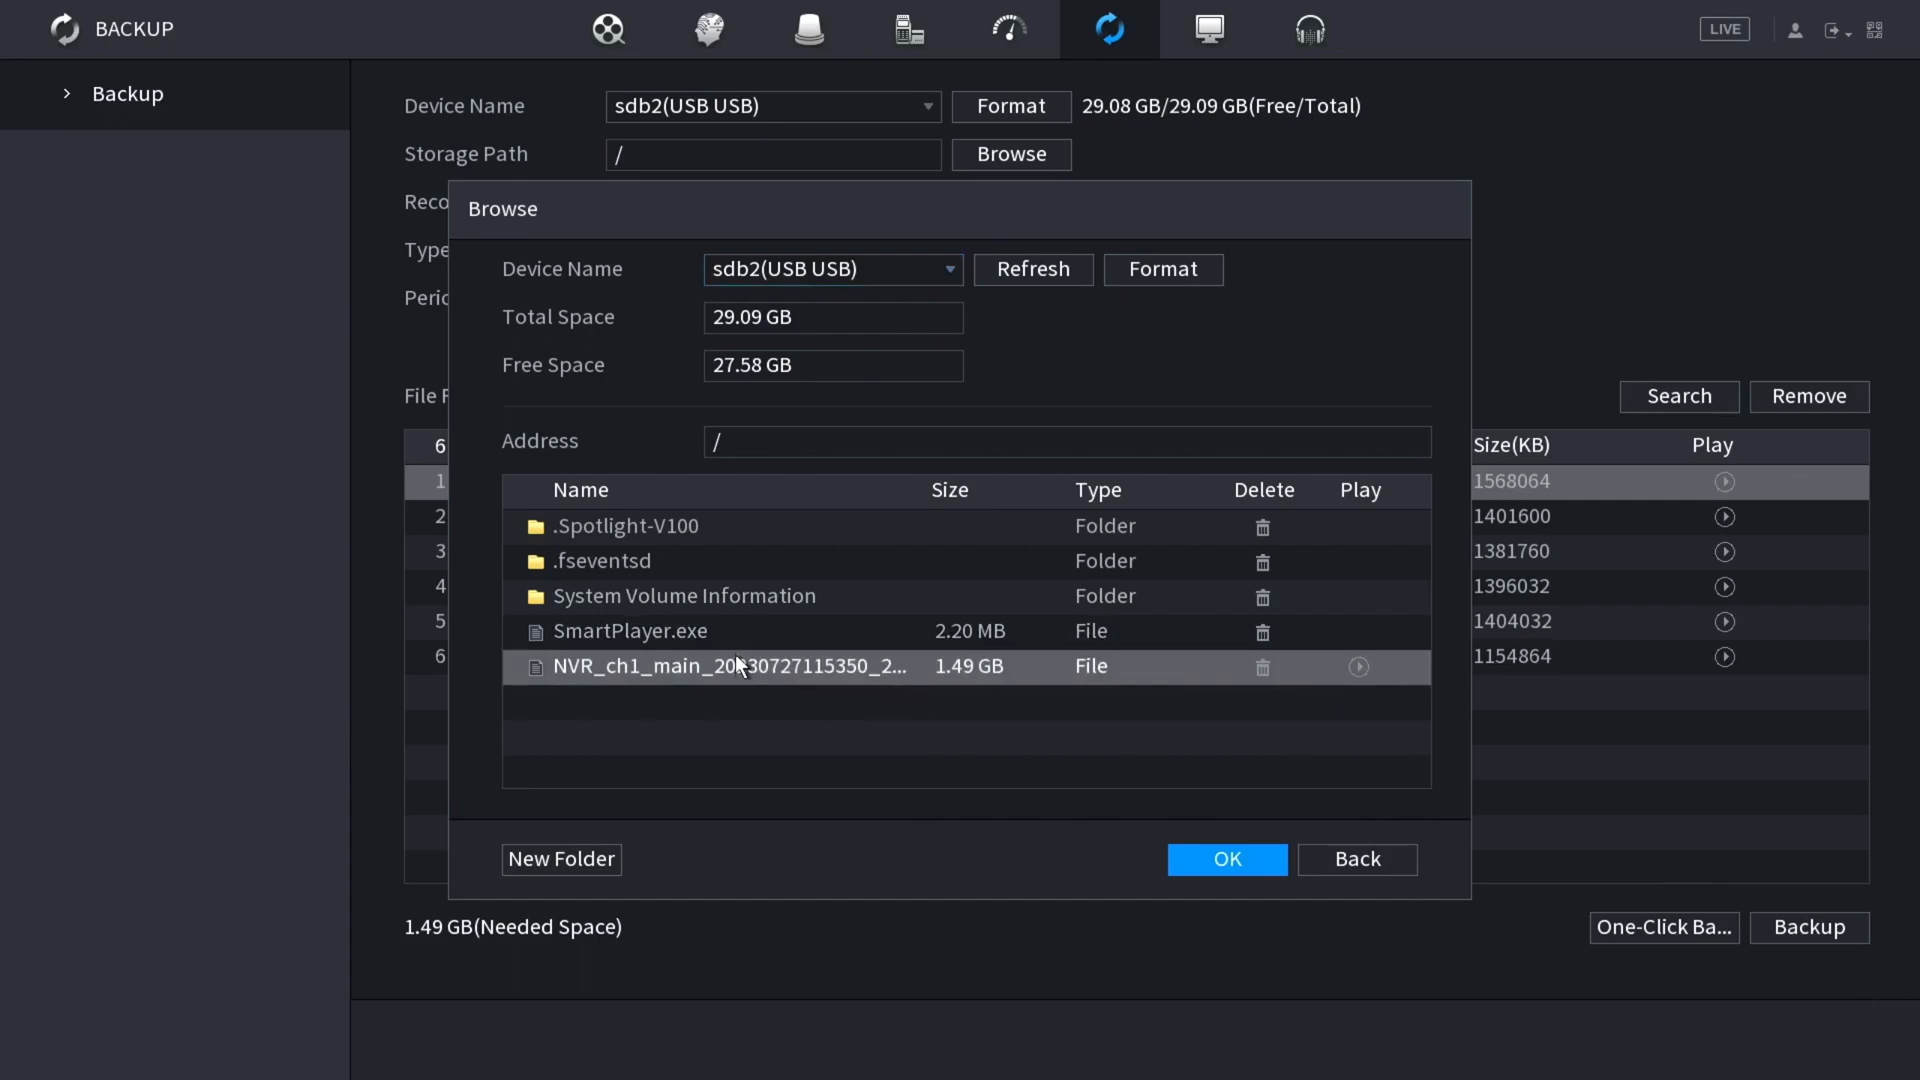 BACKUP
LIVE
Backup
Device Name sdb2(USB USB) Format 29.08 GB/29.09 GB(Free/Total)
Storage Path / Browse
Reco
Type
Peric
Browse
Device Name sdb2(USB USB) Refresh Format
Total Space 29.09 GB
Free Space 27.58 GB
File F Search Remove
Address /
6 Size(KB) Play
1 1568064
2 1401600
3 1381760
4 1396032
5 1404032
6 1154864
Name Size Type Delete Play
.Spotlight-V100 Folder
.fseventsd Folder
System Volume Information Folder
SmartPlayer.exe 2.20 MB File
NVR_ch1_main_20230727115350_2... 1.49 GB File
New Folder OK Back
1.49 GB(Needed Space) One-Click Ba... Backup